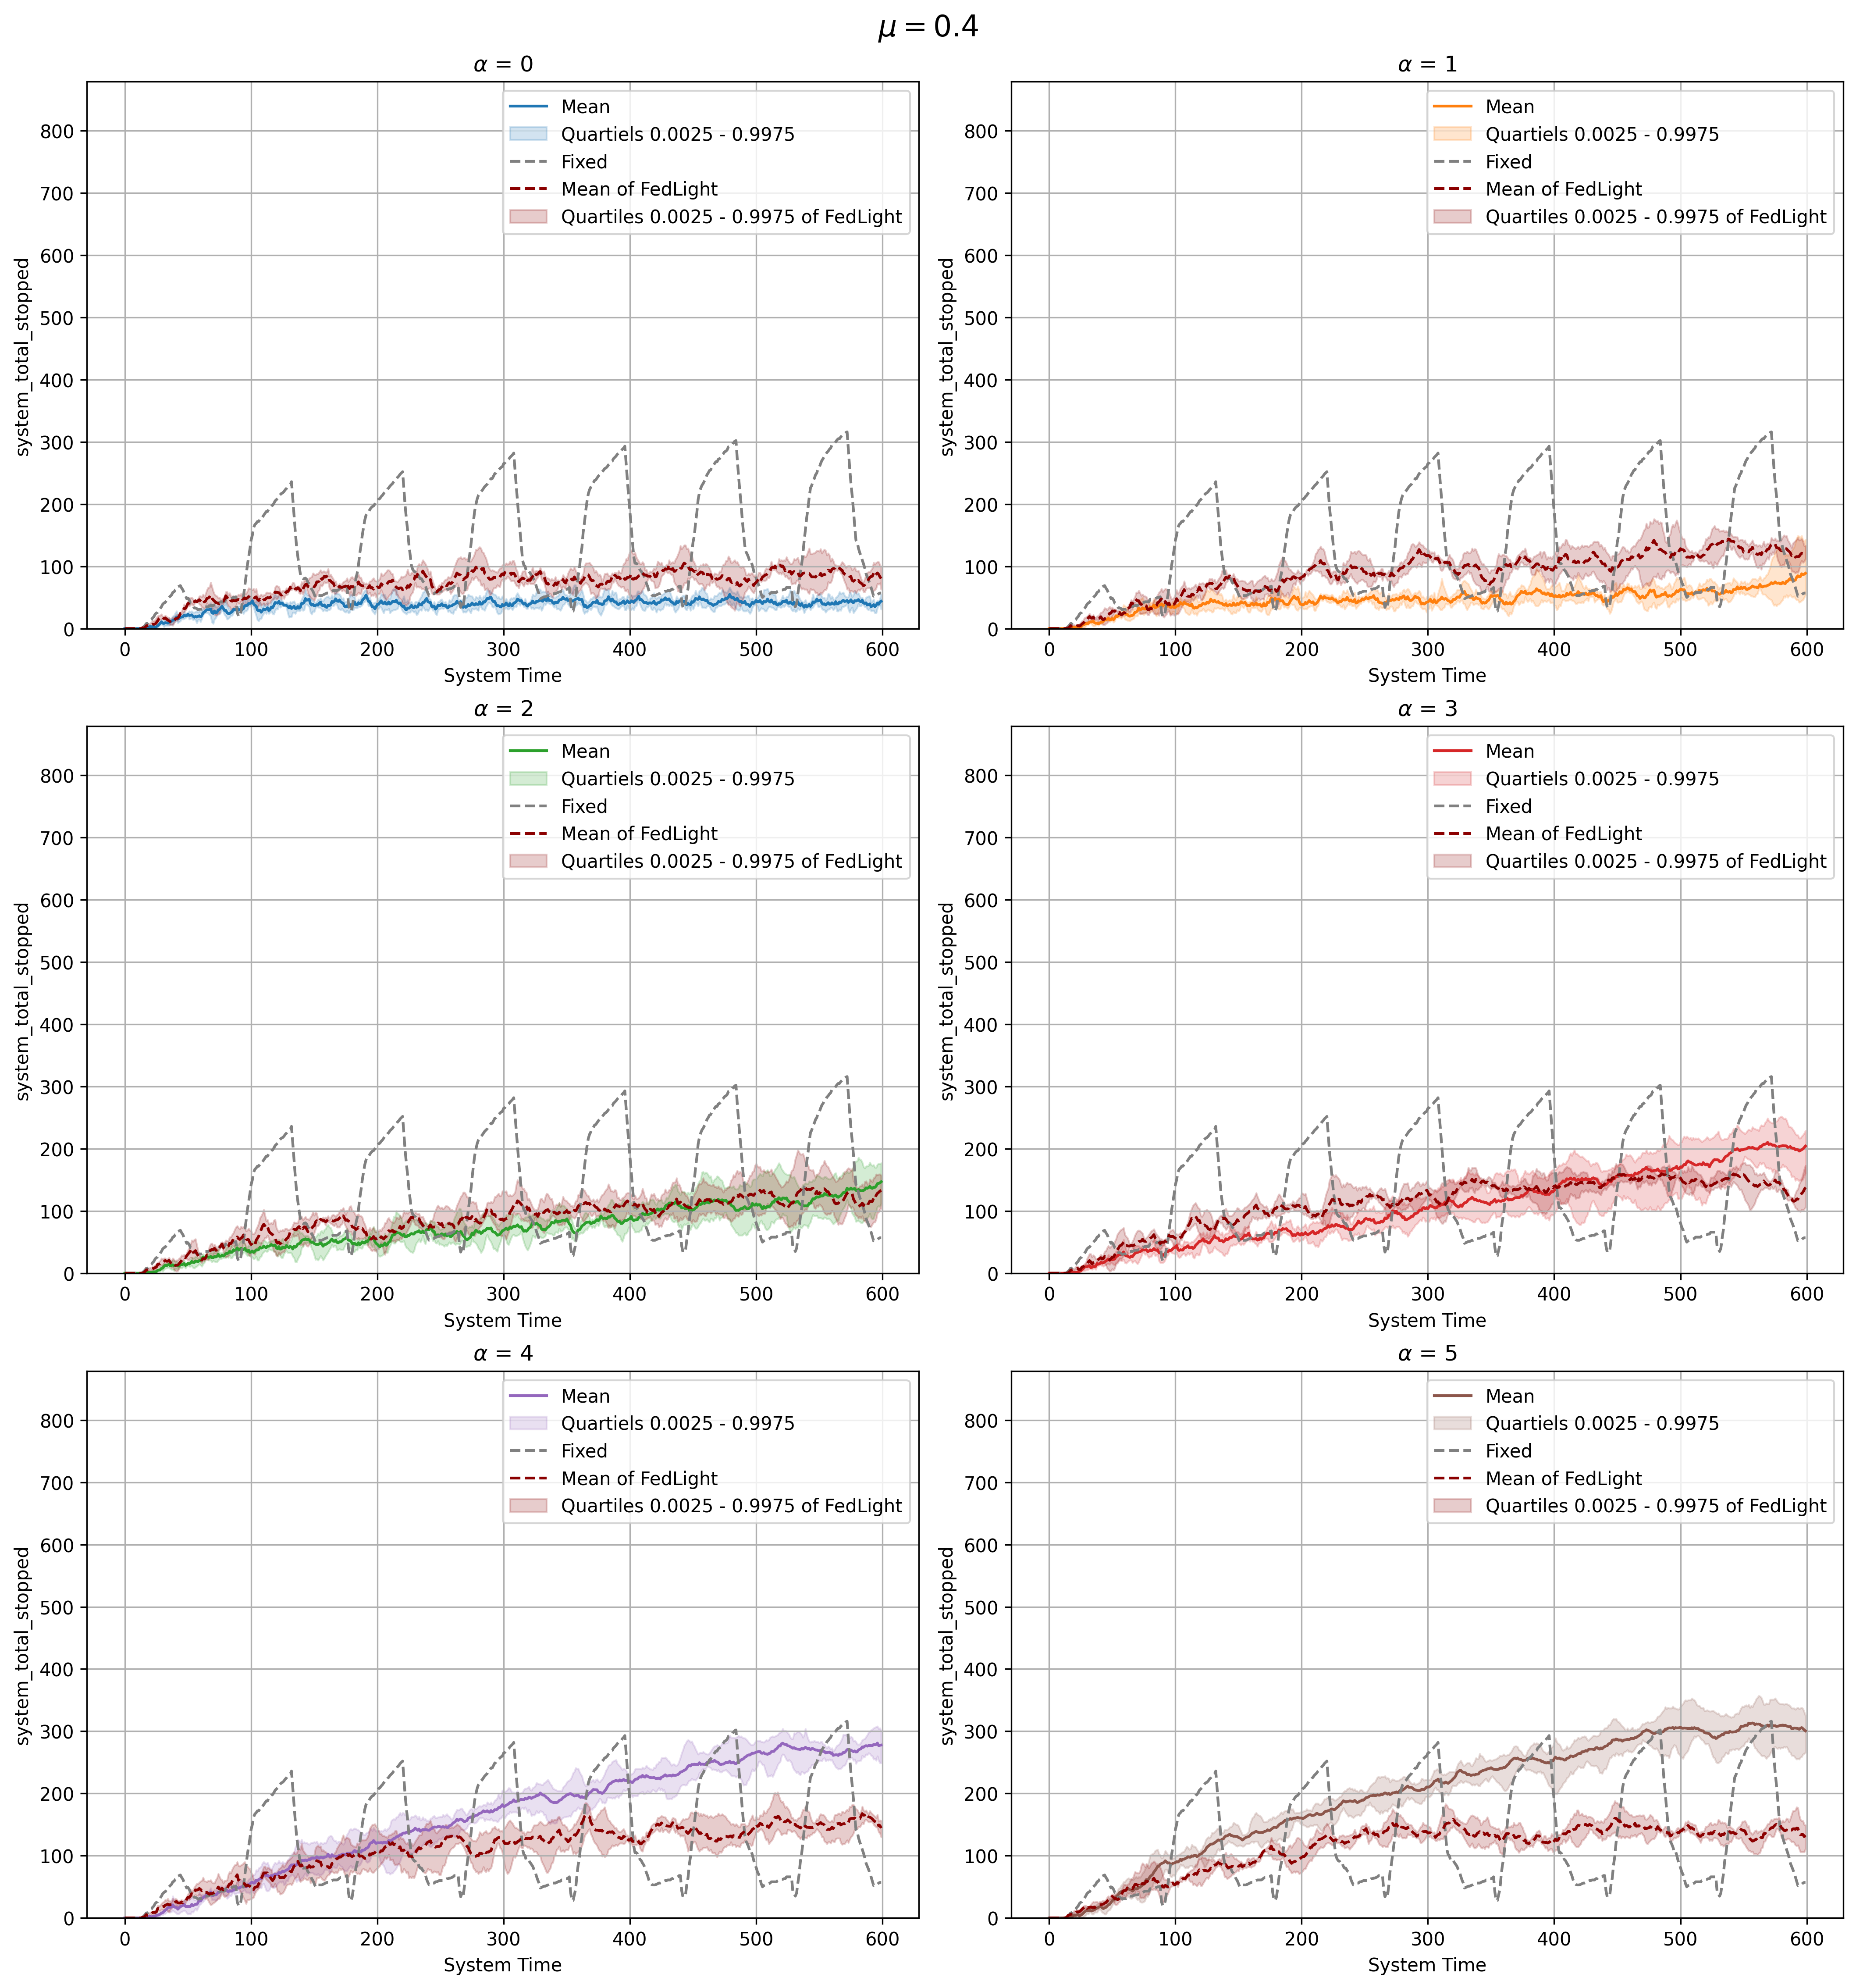 μ = 0.4
α = 0
Mean
Quartiels 0.0025 - 0.9975
Fixed
Mean of FedLight
Quartiles 0.0025 - 0.9975 of FedLight
800
700
600
500
400
300
200
100
0
system_total_stopped
0 100 200 300 400 500 600
System Time
α = 1
Mean
Quartiels 0.0025 - 0.9975
Fixed
Mean of FedLight
Quartiles 0.0025 - 0.9975 of FedLight
800
700
600
500
400
300
200
100
0
system_total_stopped
0 100 200 300 400 500 600
System Time
α = 2
Mean
Quartiels 0.0025 - 0.9975
Fixed
Mean of FedLight
Quartiles 0.0025 - 0.9975 of FedLight
800
700
600
500
400
300
200
100
0
system_total_stopped
0 100 200 300 400 500 600
System Time
α = 3
Mean
Quartiels 0.0025 - 0.9975
Fixed
Mean of FedLight
Quartiles 0.0025 - 0.9975 of FedLight
800
700
600
500
400
300
200
100
0
system_total_stopped
0 100 200 300 400 500 600
System Time
α = 4
Mean
Quartiels 0.0025 - 0.9975
Fixed
Mean of FedLight
Quartiles 0.0025 - 0.9975 of FedLight
800
700
600
500
400
300
200
100
0
system_total_stopped
0 100 200 300 400 500 600
System Time
α = 5
Mean
Quartiels 0.0025 - 0.9975
Fixed
Mean of FedLight
Quartiles 0.0025 - 0.9975 of FedLight
800
700
600
500
400
300
200
100
0
system_total_stopped
0 100 200 300 400 500 600
System Time